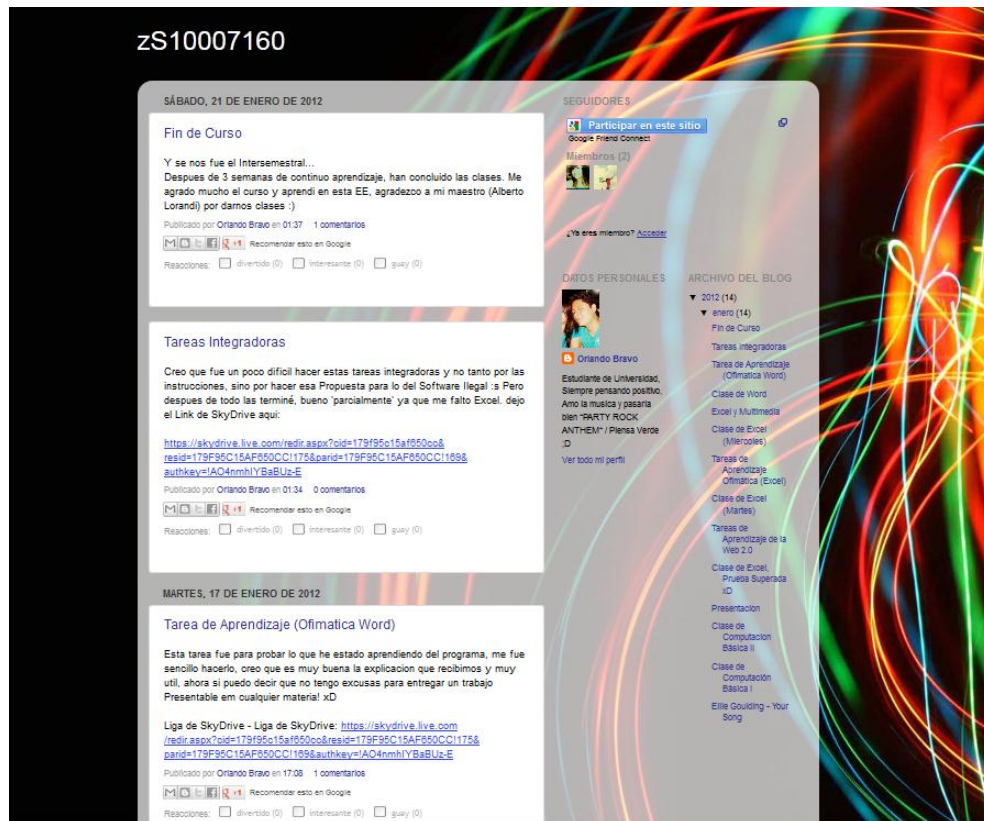 zS10007160
SÁBADO, 21 DE ENERO DE 2012
Fin de Curso
Y se nos fue el Intersemestral...
Despues de 3 semanas de continuo aprendizaje, han concluido las clases. Me
agrado mucho el curso y aprendi en esta EE, agradezco a mi maestro (Alberto
Lorandi) por darnos clases :)
Publicado por Orlando Bravo en 01:37 1 comentarios
Recomendar esto en Google
Reacciones: divertido (0) interesante (0) guay (0)
Tareas Integradoras
Creo que fue un poco dificil hacer estas tareas integradoras y no tanto por las
instrucciones, sino por hacer esa Propuesta para lo del Software Ilegal :s Pero
despues de todo las terminé, bueno 'parcialmente' ya que me falto Excel. dejo
el Link de SkyDrive aqui:
https://skydrive.live.com/redir.aspx?cid=179f95c15af650cc&
resid=179F95C15AF650CC!175&parid=179F95C15AF650CC!169&
authkey=!AO4nmhIYBaBUz-E
Publicado por Orlando Bravo en 01:34 0 comentarios
Recomendar esto en Google
Reacciones: divertido (0) interesante (0) guay (0)
MARTES, 17 DE ENERO DE 2012
Tarea de Aprendizaje (Ofimatica Word)
Esta tarea fue para probar lo que he estado aprendiendo del programa, me fue
sencillo hacerlo, creo que es muy buena la explicacion que recibimos y muy
util, ahora si puedo decir que no tengo excusas para entregar un trabajo
Presentable em cualquier materia! xD
Liga de SkyDrive - Liga de SkyDrive: https://skydrive.live.com
/redir.aspx?cid=179f95c15af650cc&resid=179F95C15AF650CC!175&
parid=179F95C15AF650CC!169&authkey=!AO4nmhIYBaBUz-E
Publicado por Orlando Bravo en 17:08 1 comentarios
Recomendar esto en Google
Reacciones: divertido (0) interesante (0) guay (0)
SEGUIDORES
Participar en este sitio
Google Friend Connect
Miembros (2)
¿Ya eres miembro? Acceder
DATOS PERSONALES
Orlando Bravo
Estudiante de Universidad,
Siempre pensando positivo,
Amo la musica y pasarla
bien "PARTY ROCK
ANTHEM" / Piensa Verde
:D
Ver todo mi perfil
ARCHIVO DEL BLOG
▼ 2012 (14)
▼ enero (14)
Fin de Curso
Tareas Integradoras
Tarea de Aprendizaje
(Ofimatica Word)
Clase de Word
Excel y Multimedia
Clase de Excel
(Miercoles)
Tareas de
Aprendizaje
Ofimática (Excel)
Clase de Excel
(Martes)
Tareas de
Aprendizaje de la
Web 2.0
Clase de Excel,
Prueba Superada
xD
Presentacion
Clase de
Computacion
Básica II
Clase de
Computación
Básica I
Ellie Goulding - Your
Song